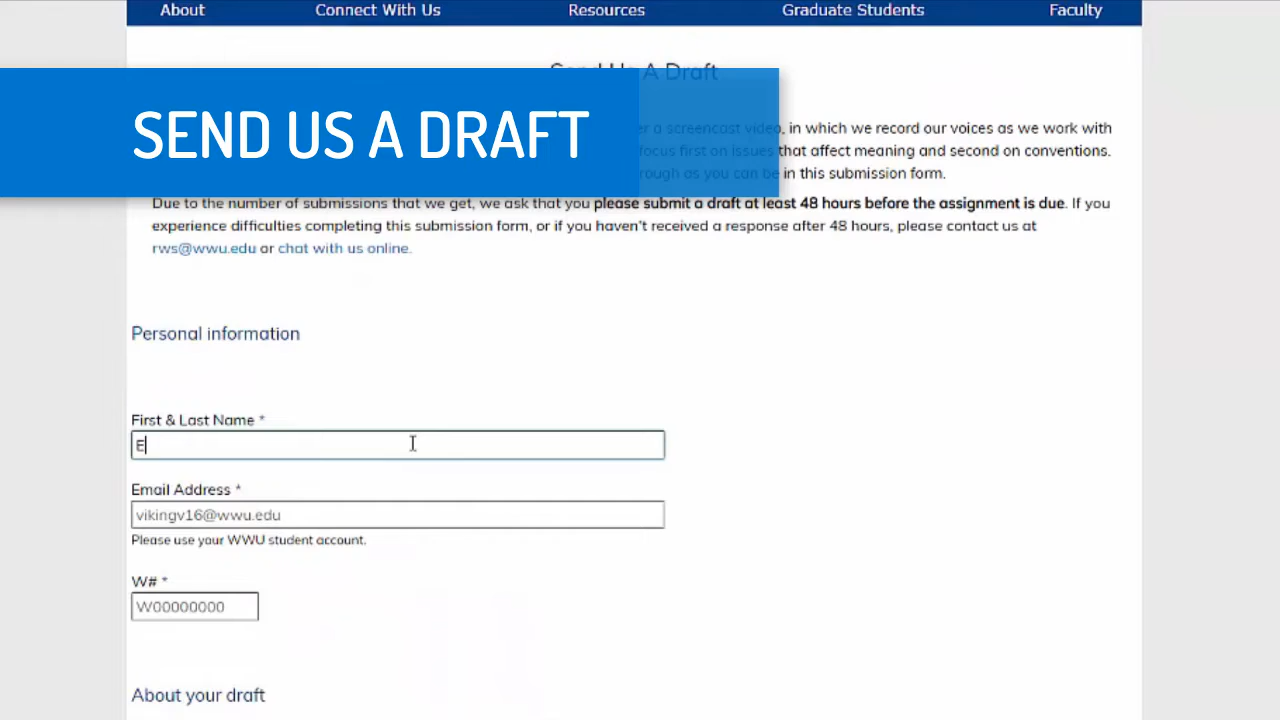 About Connect With Us Resources Graduate Students Faculty
Send Us A Draft
SEND US A DRAFT
er a screencast video, in which we record our voices as we work with
focus first on issues that affect meaning and second on conventions.
rough as you can be in this submission form.
Due to the number of submissions that we get, we ask that you please submit a draft at least 48 hours before the assignment is due. If you
experience difficulties completing this submission form, or if you haven't received a response after 48 hours, please contact us at
rws@wwu.edu or chat with us online.
Personal information
First & Last Name *
E
Email Address *
vikingv16@wwu.edu
Please use your WWU student account.
W# *
W00000000
About your draft